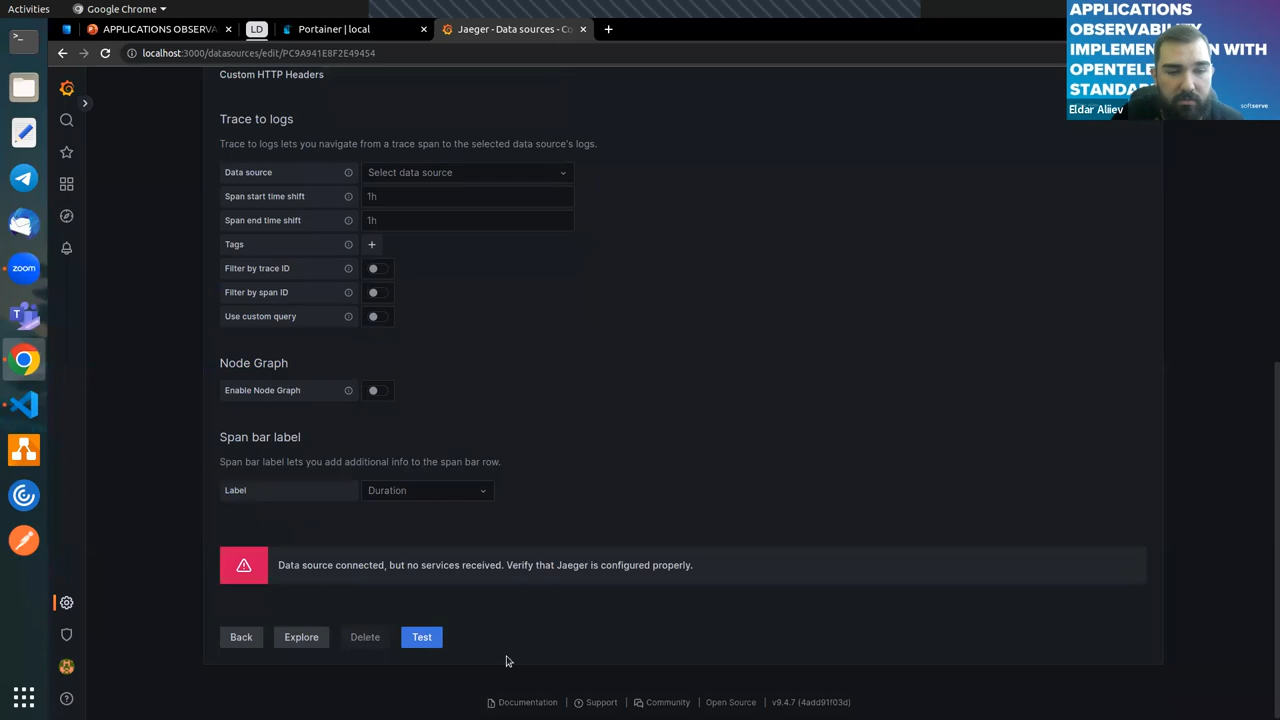 Activities
Google Chrome
APPLICATIONS OBSERVA
LD
Portainer | local
Jaeger - Data sources - Co
localhost:3000/datasources/edit/PC9A941E8F2E49454
APPLICATIONS
OBSERVABILITY
IMPLEMEN N WITH
OPENTELE
STANDA
softserve
Eldar Aliiev
Custom HTTP Headers
Trace to logs
Trace to logs lets you navigate from a trace span to the selected data source's logs.
Data source
Select data source
Span start time shift
1h
Span end time shift
1h
Tags
Filter by trace ID
Filter by span ID
Use custom query
Node Graph
Enable Node Graph
Span bar label
Span bar label lets you add additional info to the span bar row.
Label
Duration
Data source connected, but no services received. Verify that Jaeger is configured properly.
Back
Explore
Delete
Test
Documentation | Support | Community | Open Source | v9.4.7 (4add91f03d)
zoom